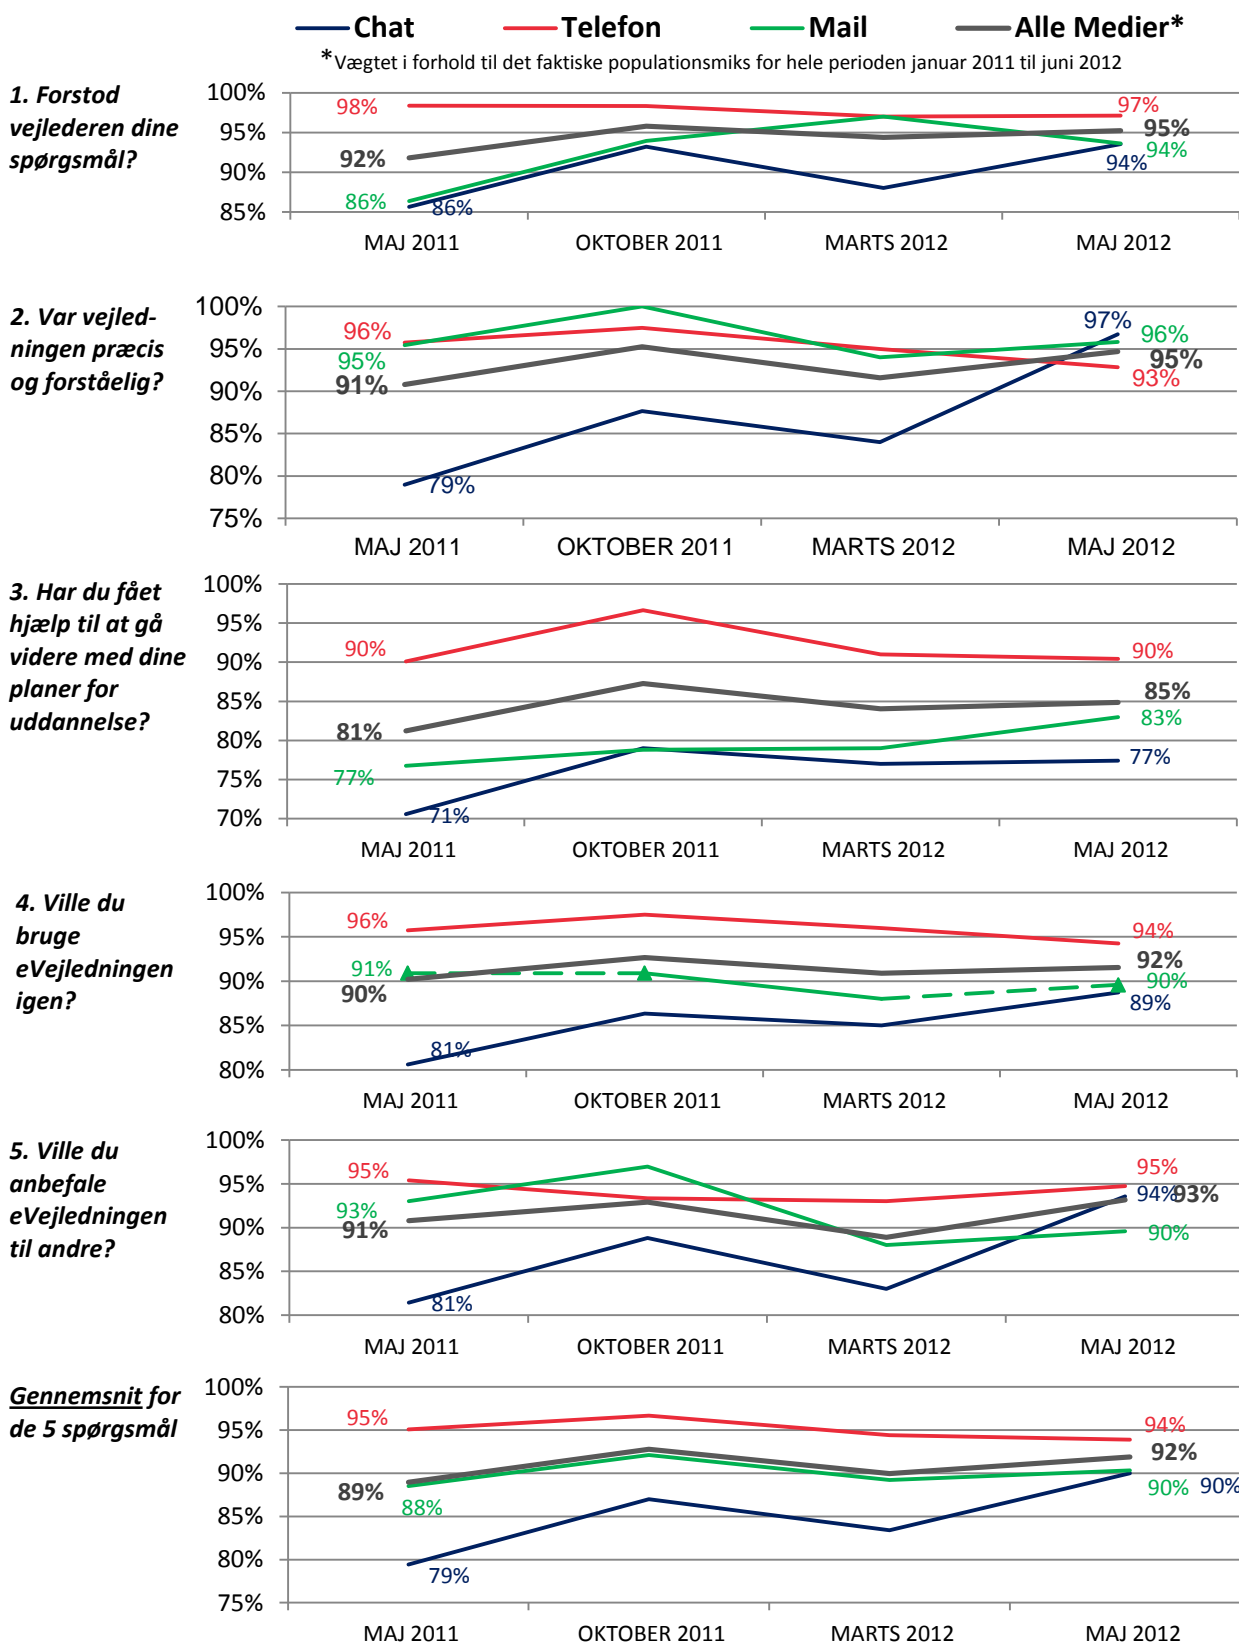 Chat Telefon Mail Alle Medier*
*Vægtet i forhold til det faktiske populationsmiks for hele perioden januar 2011 til juni 2012
1. Forstod
vejlederen dine
spørgsmål?
100%
95%
90%
85%
98%
92%
86%
86%
97%
95%
94%
94%
MAJ 2011 OKTOBER 2011 MARTS 2012 MAJ 2012
2. Var vejled-
ningen præcis
og forståelig?
100%
95%
90%
85%
80%
75%
96%
95%
91%
79%
97%
96%
95%
93%
MAJ 2011 OKTOBER 2011 MARTS 2012 MAJ 2012
3. Har du fået
hjælp til at gå
videre med dine
planer for
uddannelse?
100%
95%
90%
85%
80%
75%
70%
90%
81%
77%
71%
90%
85%
83%
77%
MAJ 2011 OKTOBER 2011 MARTS 2012 MAJ 2012
4. Ville du
bruge
eVejledningen
igen?
100%
95%
90%
85%
80%
96%
91%
90%
81%
94%
92%
90%
89%
MAJ 2011 OKTOBER 2011 MARTS 2012 MAJ 2012
5. Ville du
anbefale
eVejledningen
til andre?
100%
95%
90%
85%
80%
95%
93%
91%
81%
95%
94% 93%
90%
MAJ 2011 OKTOBER 2011 MARTS 2012 MAJ 2012
Gennemsnit for
de 5 spørgsmål
100%
95%
90%
85%
80%
75%
95%
89%
88%
79%
94%
92%
90% 90%
MAJ 2011 OKTOBER 2011 MARTS 2012 MAJ 2012